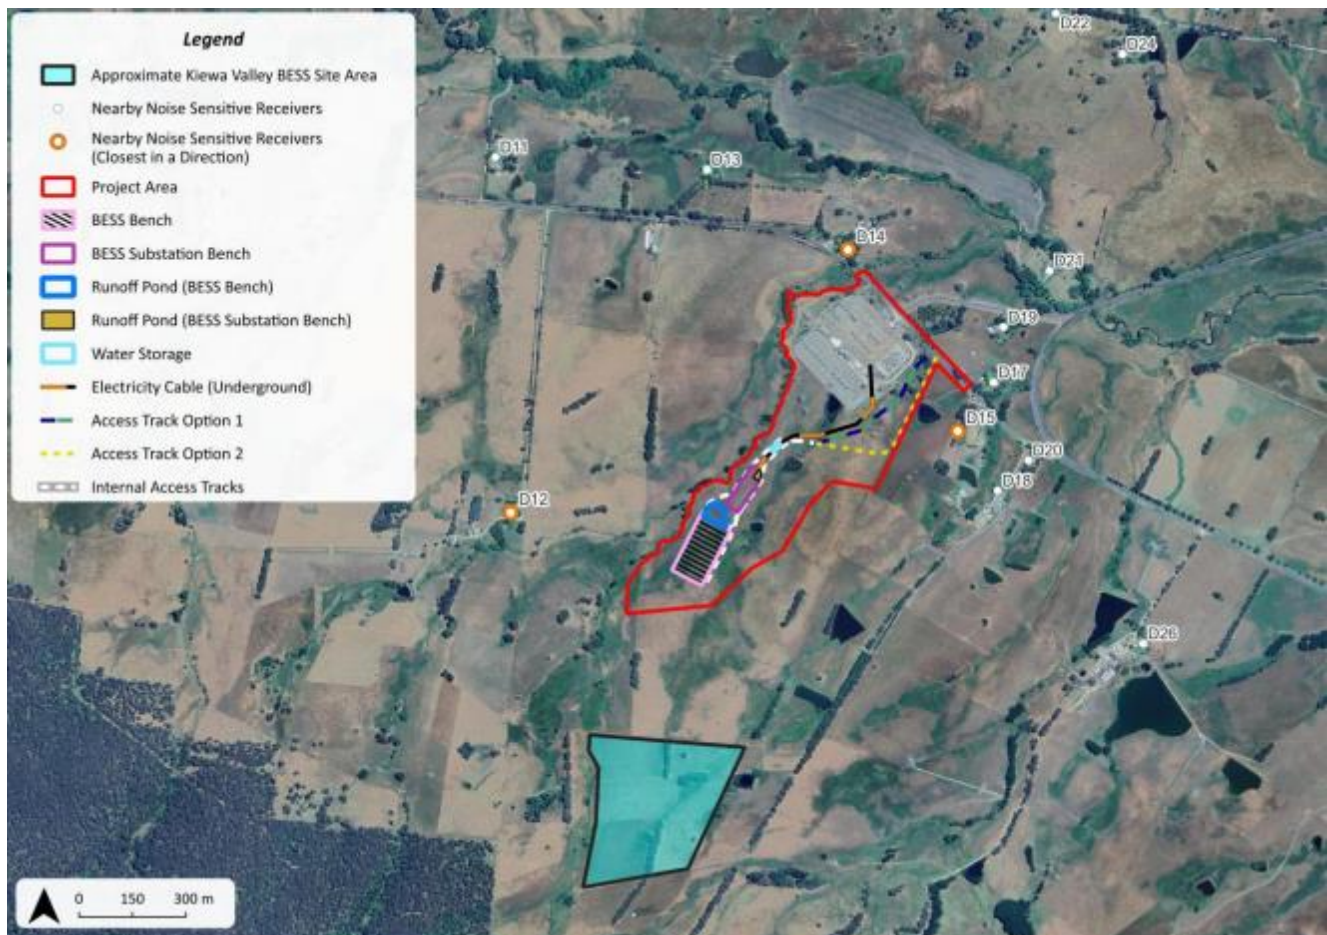 Legend
Approximate Kiewa Valley BESS Site Area
Nearby Noise Sensitive Receivers
Nearby Noise Sensitive Receivers
(Closest in a Direction)
Project Area
BESS Bench
BESS Substation Bench
Runoff Pond (BESS Bench)
Runoff Pond (BESS Substation Bench)
Water Storage
Electricity Cable (Underground)
Access Track Option 1
Access Track Option 2
Internal Access Tracks
D22
D24
D11
D13
D14
D21
D19
D17
D15
D20
D18
D12
D26
0 150 300 m